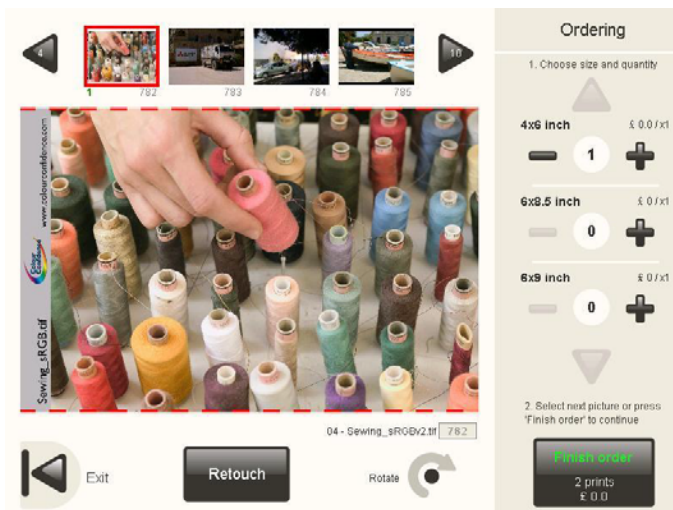 4
1
782
783
784
785
10
Ordering
1. Choose size and quantity
4x6 inch
£ 0.0 /x1
1
6x8.5 inch
£ 0 /x1
0
6x9 inch
£ 0 /x1
0
2. Select next picture or press
'Finish order' to continue
Finish order
2 prints
£ 0.0
www.colourconfidence.com
Colour
Confidence
Sewing_sRGB.tif
04 - Sewing_sRGBv2.tif
782
Exit
Retouch
Rotate